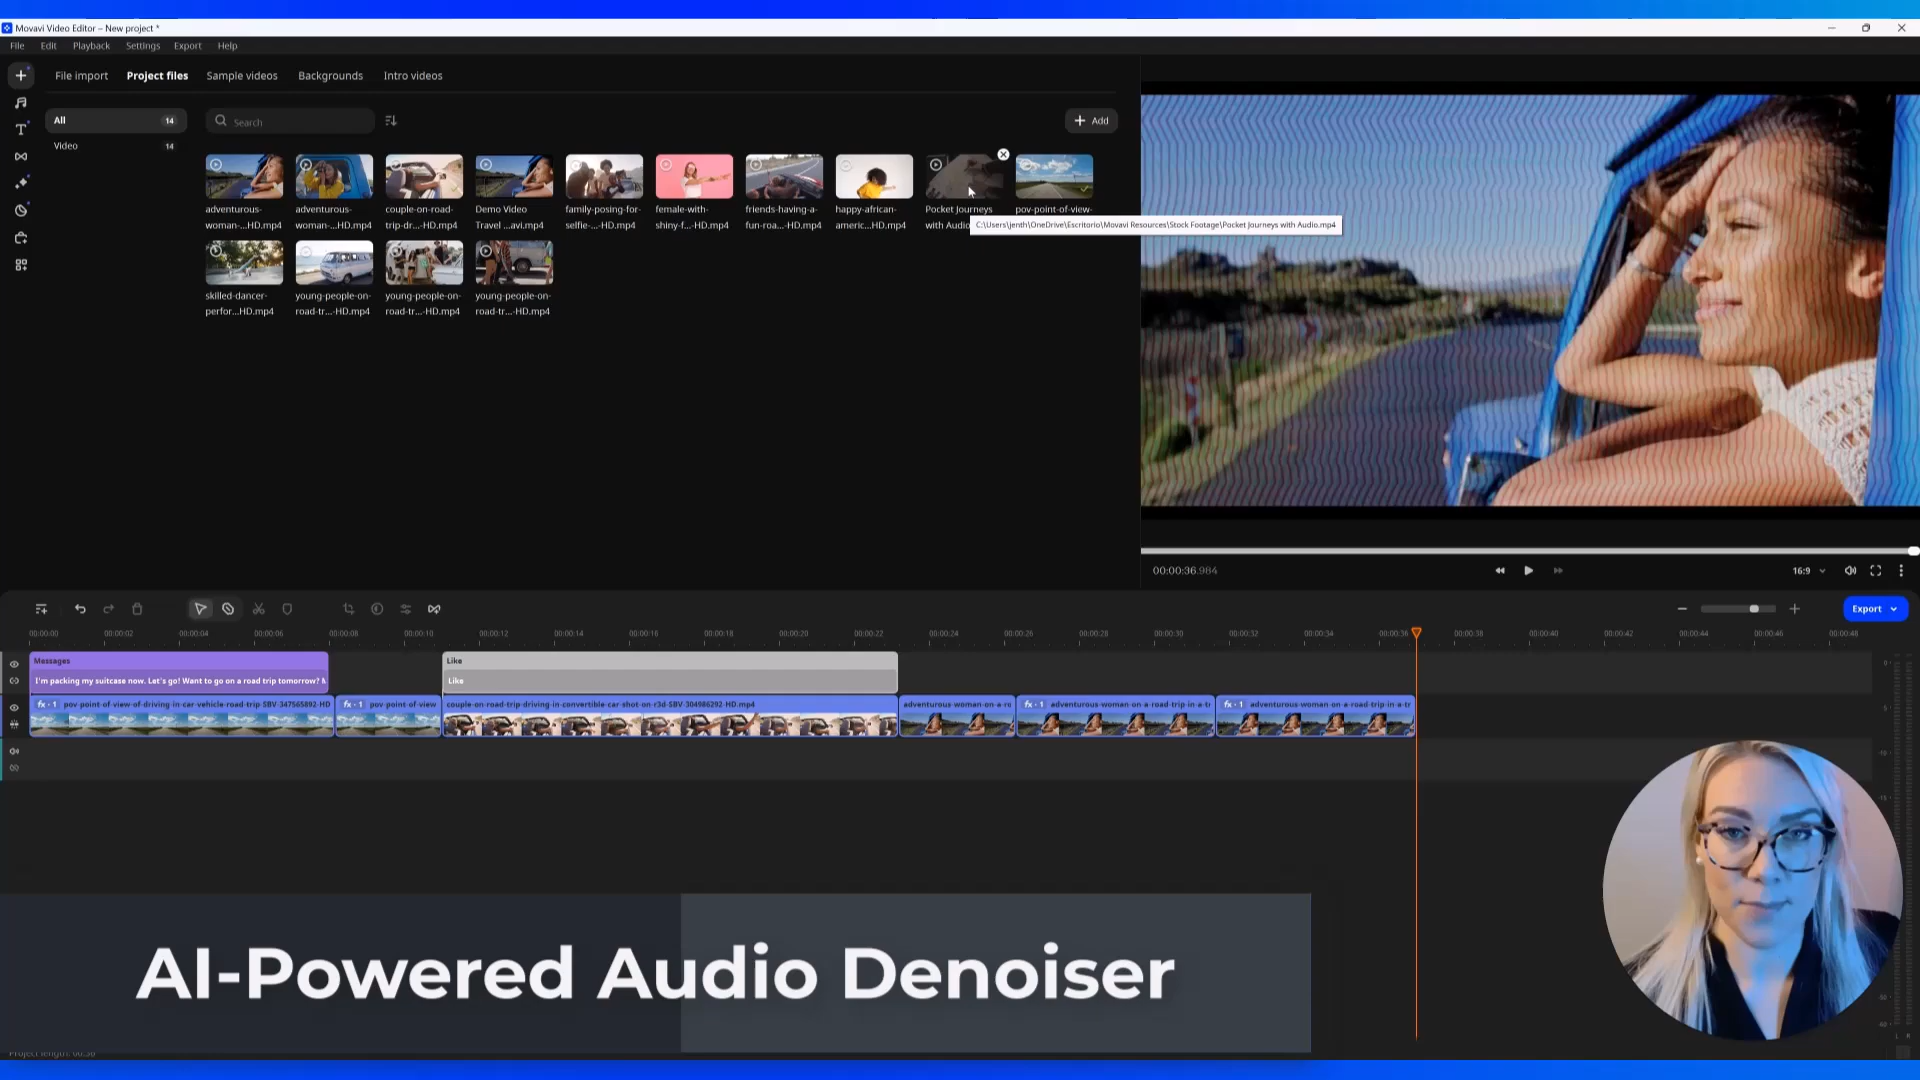 Movavi Video Editor – New project *
File Edit Playback Settings Export Help
File import Project files Sample videos Backgrounds Intro videos
All 14
Search
Add
Video 14
adventurous-
woman-...HD.mp4
adventurous-
woman-...HD.mp4
couple-on-road-
trip-dr...-HD.mp4
Demo Video
Travel ...avi.mp4
family-posing-for-
selfie-...-HD.mp4
female-with-
shiny-f...-HD.mp4
friends-having-a-
fun-roa...-HD.mp4
happy-african-
americ...HD.mp4
Pocket Journeys
with Audio
pov-point-of-view-
C:\Users\jenth\OneDrive\Escritorio\Movavi Resources\Stock Footage\Pocket Journeys with Audio.mp4
skilled-dancer-
perfor...HD.mp4
young-people-on-
road-tr...-HD.mp4
young-people-on-
road-tr...-HD.mp4
young-people-on-
road-tr...-HD.mp4
00:00:36.984
16:9
Export
00:00:00 00:00:02 00:00:04 00:00:06 00:00:08 00:00:10 00:00:12 00:00:14 00:00:16 00:00:18 00:00:20 00:00:22 00:00:24 00:00:26 00:00:28 00:00:30 00:00:32 00:00:34 00:00:36 00:00:38 00:00:40 00:00:42 00:00:44 00:00:46 00:00:48
Messages
I'm packing my suitcase now. Let's go! Want to go on a road trip tomorrow?
Like
Like
fx · 1 pov-point-of-view-of-driving-in-car-vehicle-road-trip-SBV-347565892-HD
fx · 1 pov-point-of-view
couple-on-road-trip-driving-in-convertible-car-shot-on-r3d-SBV-304986292-HD.mp4
adventurous-woman-on-a-ro
fx · 1 adventurous-woman-on-a-road-trip-in-a-t
fx · 1 adventurous-woman-on-a-road-trip-in-a-tr
AI-Powered Audio Denoiser
Project length: 00:36